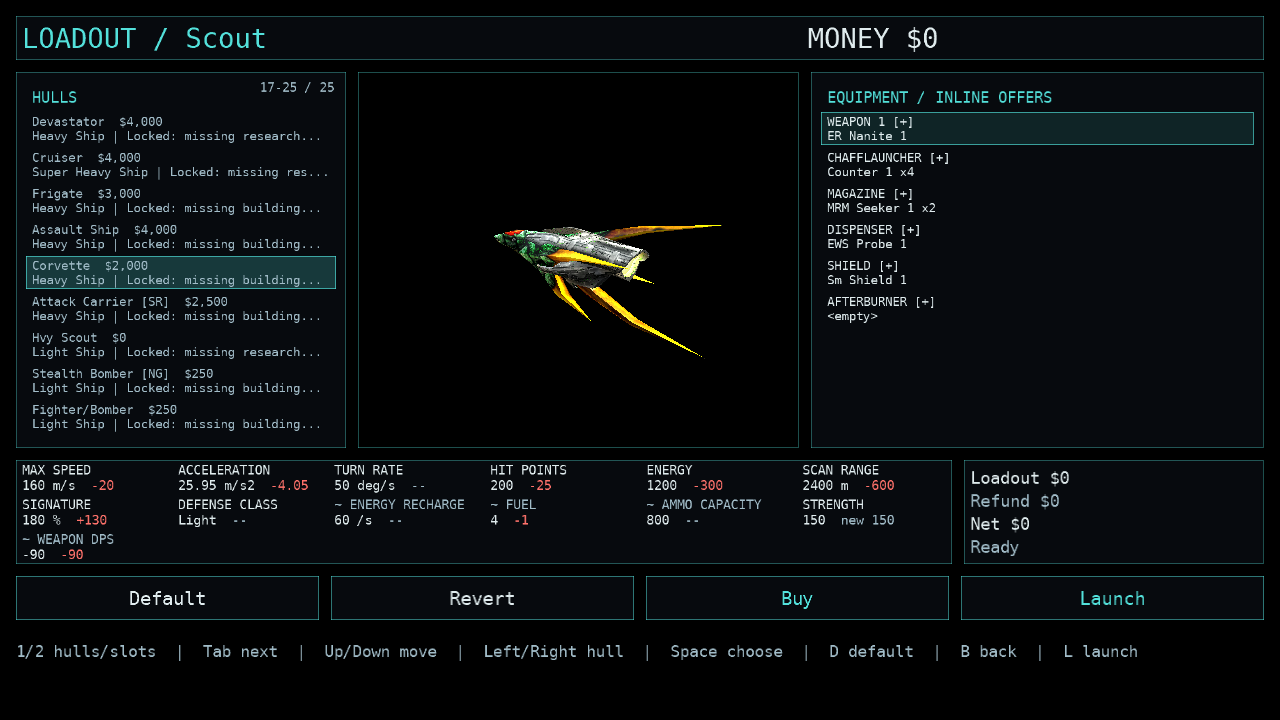 LOADOUT / Scout
MONEY $0
17-25 / 25
HULLS
Devastator  $4,000
Heavy Ship | Locked: missing research...
Cruiser  $4,000
Super Heavy Ship | Locked: missing res...
Frigate  $3,000
Heavy Ship | Locked: missing building...
Assault Ship  $4,000
Heavy Ship | Locked: missing building...
Corvette  $2,000
Heavy Ship | Locked: missing building...
Attack Carrier [SR]  $2,500
Heavy Ship | Locked: missing building...
Hvy Scout  $0
Light Ship | Locked: missing research...
Stealth Bomber [NG]  $250
Light Ship | Locked: missing building...
Fighter/Bomber  $250
Light Ship | Locked: missing building...
EQUIPMENT / INLINE OFFERS
WEAPON 1 [+]
ER Nanite 1
CHAFFLAUNCHER [+]
Counter 1 x4
MAGAZINE [+]
MRM Seeker 1 x2
DISPENSER [+]
EWS Probe 1
SHIELD [+]
Sm Shield 1
AFTERBURNER [+]
<empty>
MAX SPEED  ACCELERATION  TURN RATE  HIT POINTS  ENERGY  SCAN RANGE
160 m/s  -20  25.95 m/s2  -4.05  50 deg/s  --  200  -25  1200  -300  2400 m  -600
SIGNATURE  DEFENSE CLASS  ~ ENERGY RECHARGE  ~ FUEL  ~ AMMO CAPACITY  STRENGTH
180 %  +130  Light  --  60 /s  --  4  -1  800  --  150  new 150
~ WEAPON DPS
-90  -90
Loadout $0
Refund $0
Net $0
Ready
Default
Revert
Buy
Launch
1/2 hulls/slots  |  Tab next  |  Up/Down move  |  Left/Right hull  |  Space choose  |  D default  |  B back  |  L launch